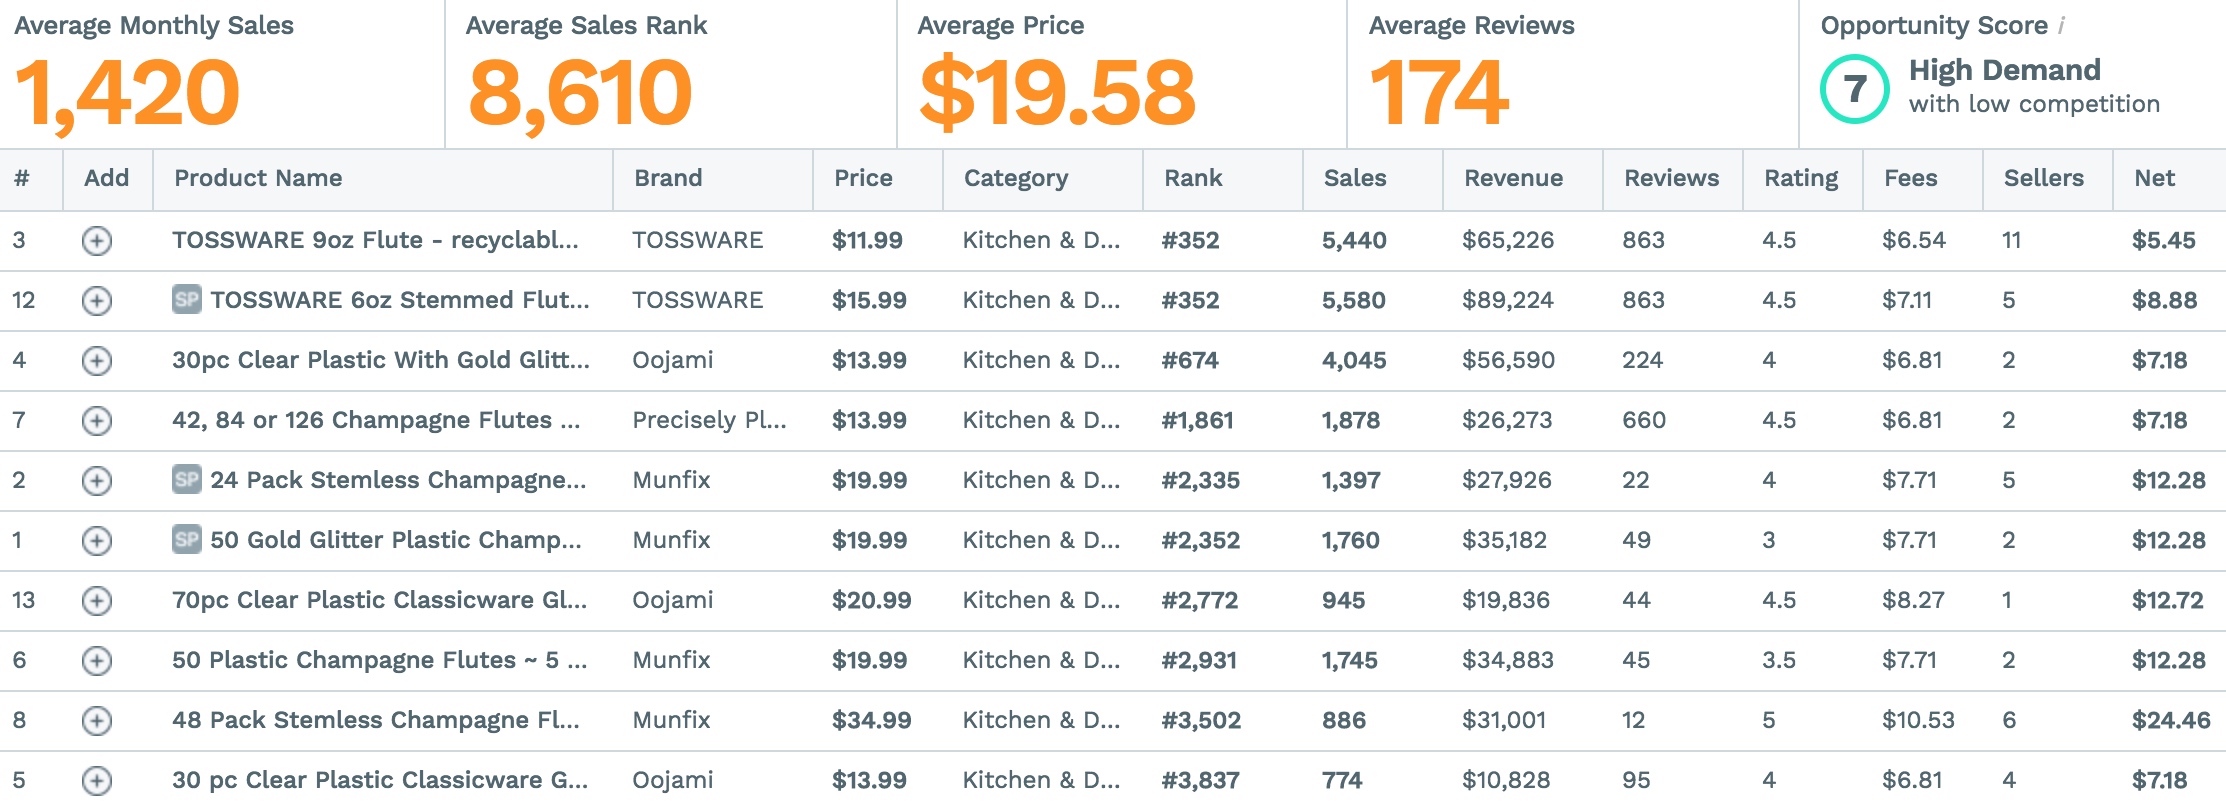 Average Monthly Sales Average Sales Rank Average Price Average Reviews Opportunity Score i
1,420 8,610 $19.58 174 7 High Demand
with low competition
# Add Product Name Brand Price Category Rank Sales Revenue Reviews Rating Fees Sellers Net
3 TOSSWARE 9oz Flute - recyclabl... TOSSWARE $11.99 Kitchen & D... #352 5,440 $65,226 863 4.5 $6.54 11 $5.45
12 SP TOSSWARE 6oz Stemmed Flut... TOSSWARE $15.99 Kitchen & D... #352 5,580 $89,224 863 4.5 $7.11 5 $8.88
4 30pc Clear Plastic With Gold Glitt... Oojami $13.99 Kitchen & D... #674 4,045 $56,590 224 4 $6.81 2 $7.18
7 42, 84 or 126 Champagne Flutes ... Precisely Pl... $13.99 Kitchen & D... #1,861 1,878 $26,273 660 4.5 $6.81 2 $7.18
2 SP 24 Pack Stemless Champagne... Munfix $19.99 Kitchen & D... #2,335 1,397 $27,926 22 4 $7.71 5 $12.28
1 SP 50 Gold Glitter Plastic Champ... Munfix $19.99 Kitchen & D... #2,352 1,760 $35,182 49 3 $7.71 2 $12.28
13 70pc Clear Plastic Classicware Gl... Oojami $20.99 Kitchen & D... #2,772 945 $19,836 44 4.5 $8.27 1 $12.72
6 50 Plastic Champagne Flutes ~ 5 ... Munfix $19.99 Kitchen & D... #2,931 1,745 $34,883 45 3.5 $7.71 2 $12.28
8 48 Pack Stemless Champagne Fl... Munfix $34.99 Kitchen & D... #3,502 886 $31,001 12 5 $10.53 6 $24.46
5 30 pc Clear Plastic Classicware G... Oojami $13.99 Kitchen & D... #3,837 774 $10,828 95 4 $6.81 4 $7.18